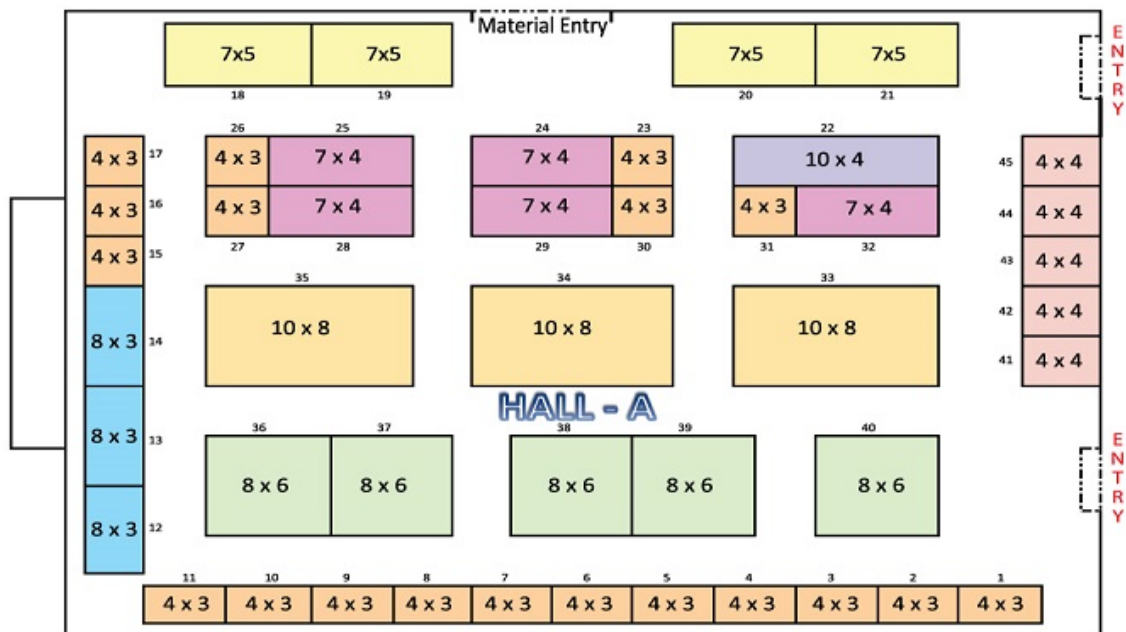 Material Entry
ENTRY
7x5 7x5 7x5 7x5
18 19 20 21
26 25 24 23 22
4 x 3 17 4 x 3 7 x 4 7 x 4 4 x 3 10 x 4 45 4 x 4
4 x 3 16 4 x 3 7 x 4 7 x 4 4 x 3 4 x 3 7 x 4 44 4 x 4
27 28 29 30 31 32
4 x 3 15 43 4 x 4
35 34 33
8 x 3 14 10 x 8 10 x 8 10 x 8 42 4 x 4
41 4 x 4
HALL - A
36 37 38 39 40
8 x 3 13
ENTRY
8 x 6 8 x 6 8 x 6 8 x 6 8 x 6
8 x 3 12
11 10 9 8 7 6 5 4 3 2 1
4 x 3 4 x 3 4 x 3 4 x 3 4 x 3 4 x 3 4 x 3 4 x 3 4 x 3 4 x 3 4 x 3